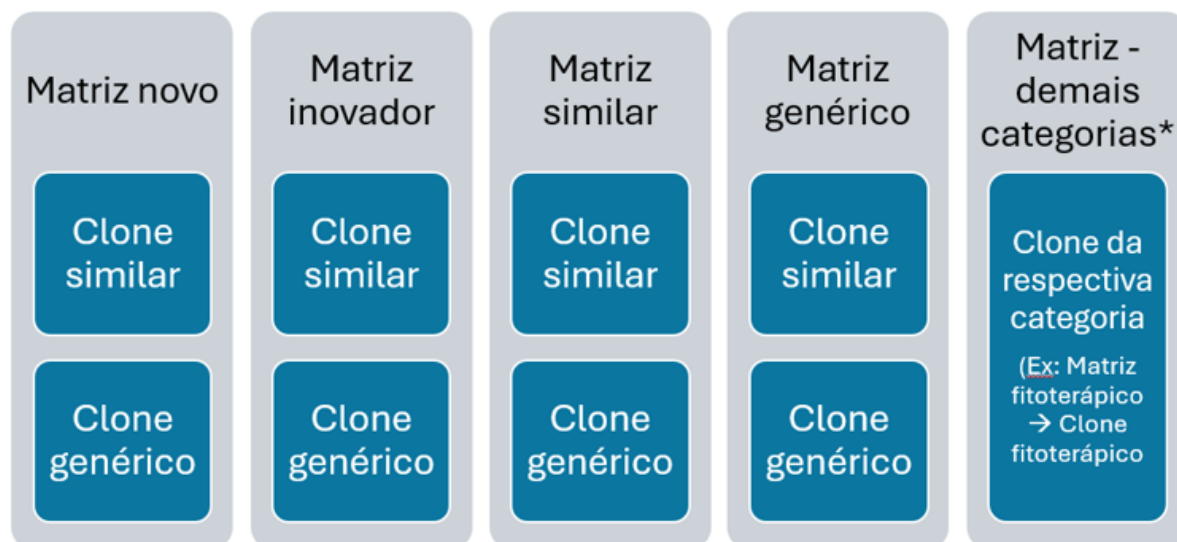 Matriz novo
Clone
similar
Clone
genérico
Matriz
inovador
Clone
similar
Clone
genérico
Matriz
similar
Clone
similar
Clone
genérico
Matriz
genérico
Clone
similar
Clone
genérico
Matriz -
demais
categorias*
Clone da
respectiva
categoria
(Ex: Matriz
fitoterápico
→ Clone
fitoterápico